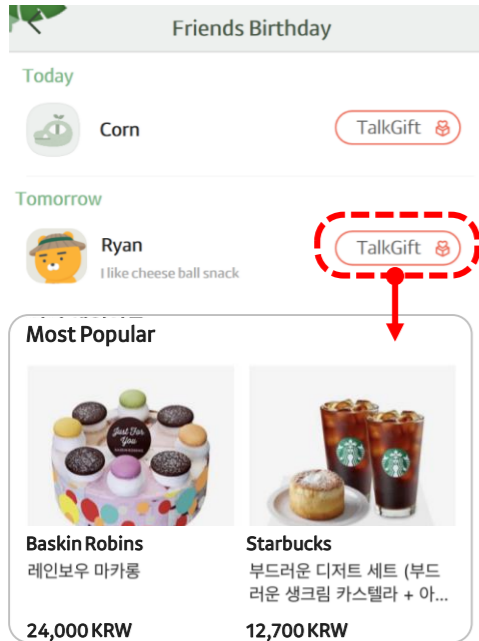 Friends Birthday
Today
Corn
TalkGift
Tomorrow
Ryan
I like cheese ball snack
TalkGift
Most Popular
Just For
You
Baskin Robins
레인보우 마카롱
24,000 KRW
Starbucks
부드러운 디저트 세트 (부드
러운 생크림 카스텔라 + 아...
12,700 KRW